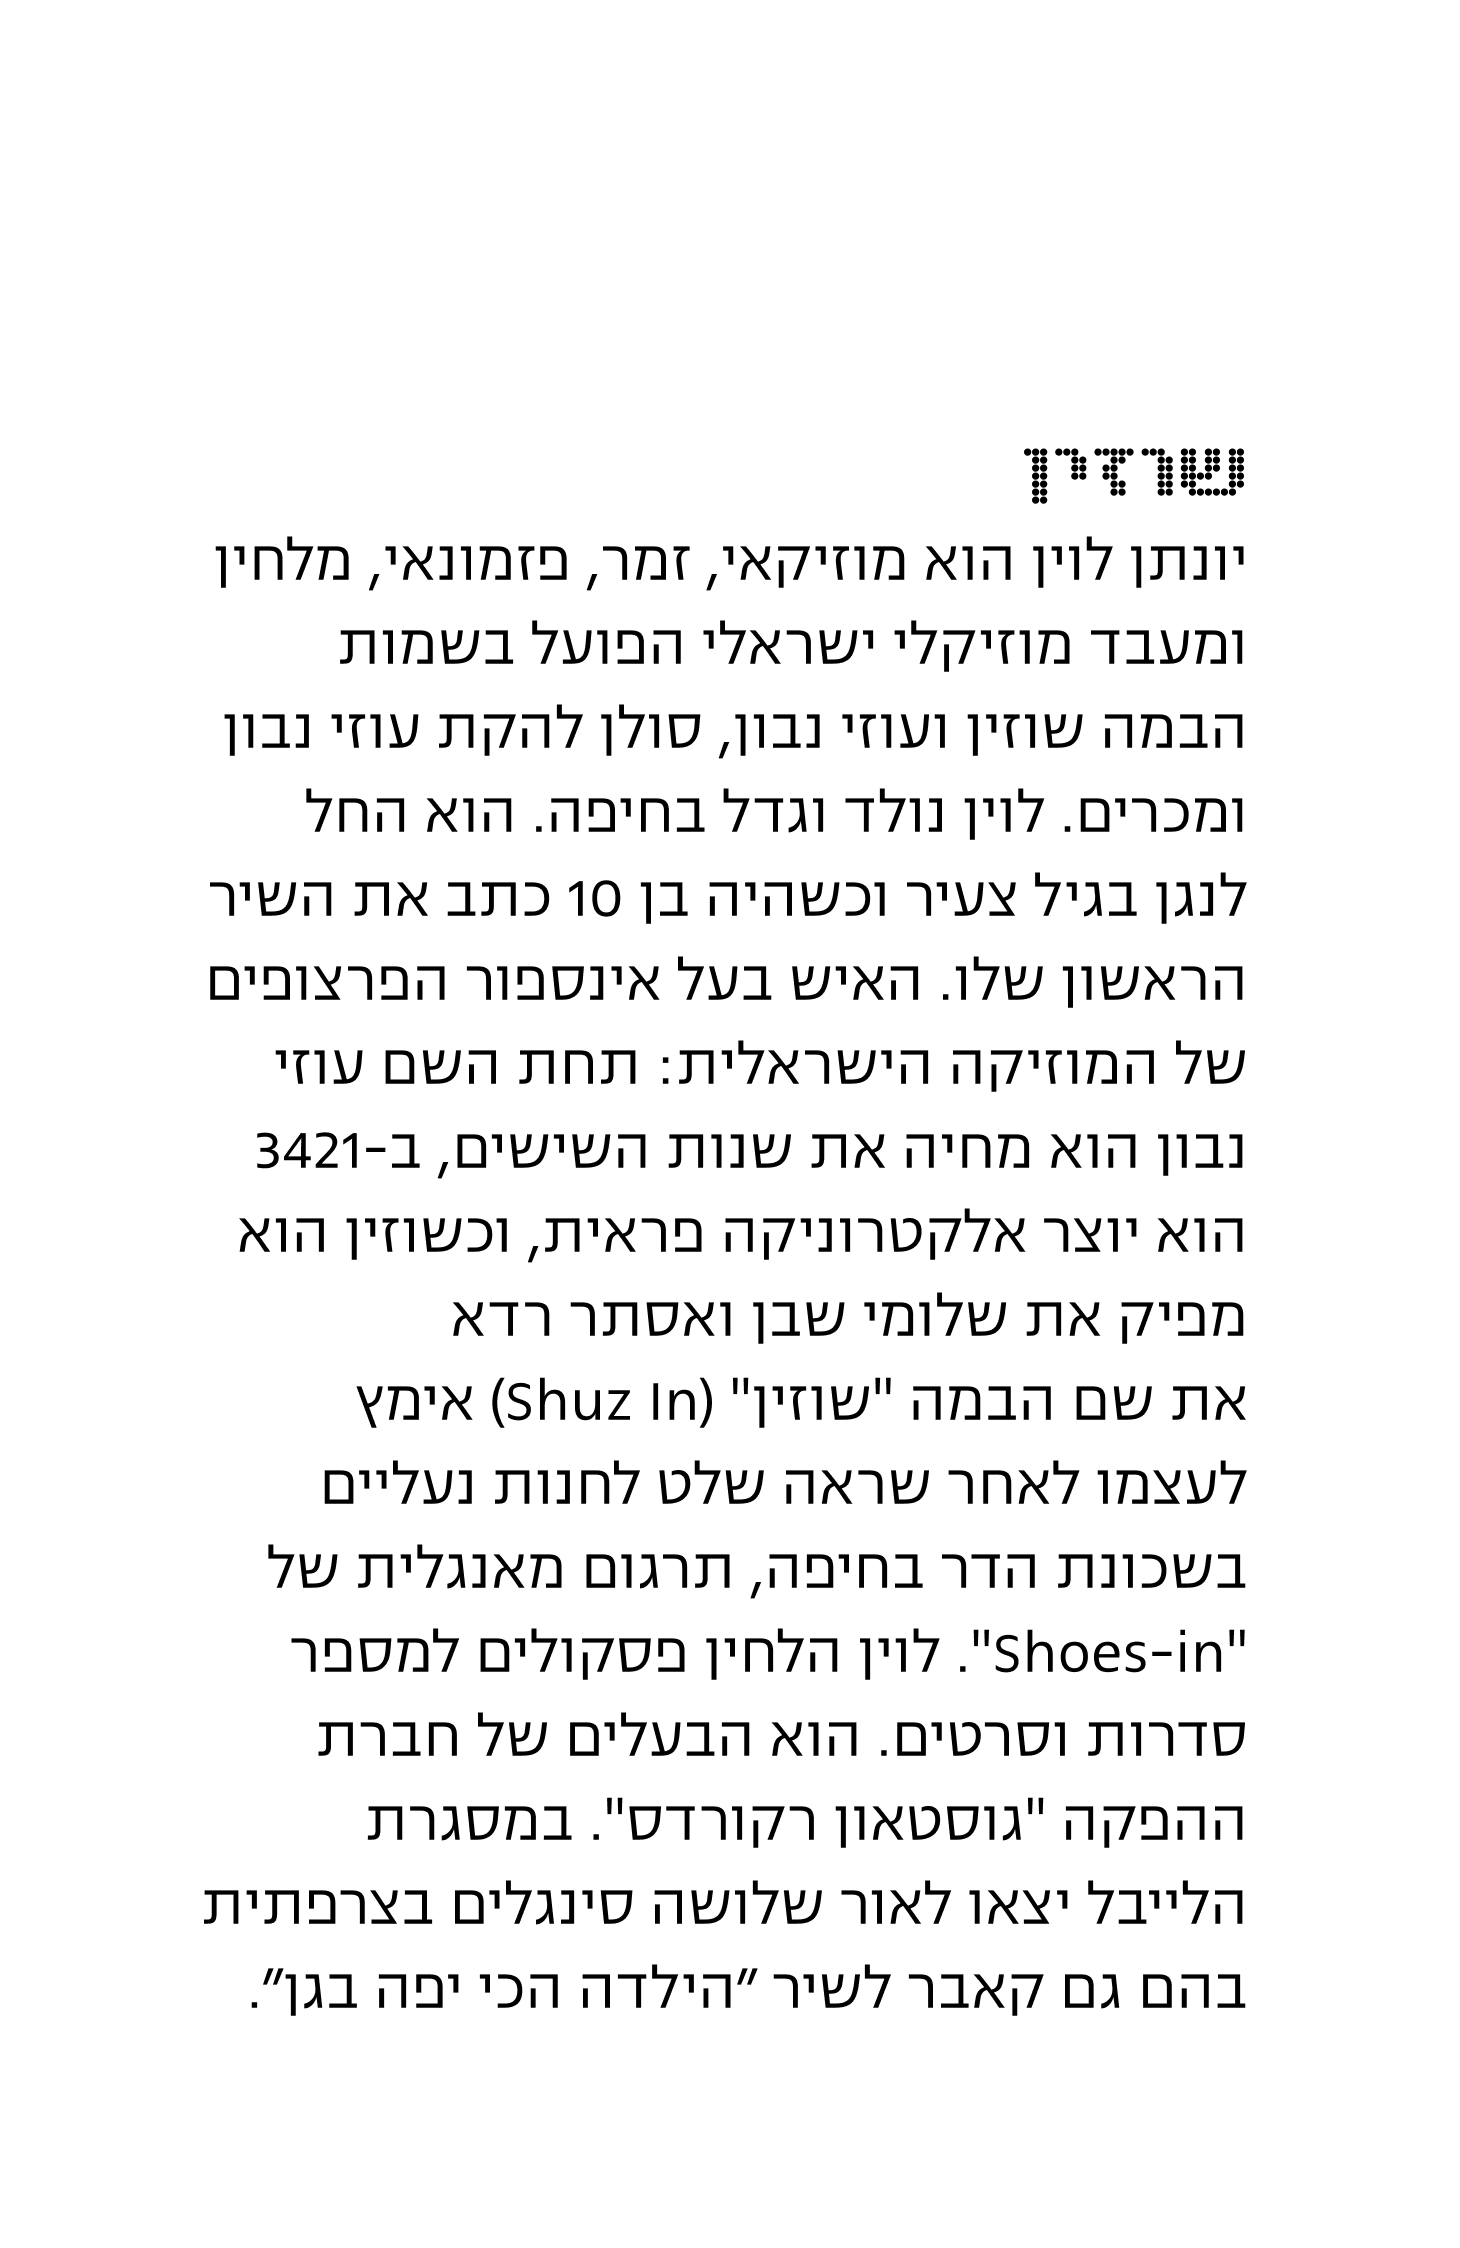 שוזין
יונתן לוין הוא מוזיקאי, זמר, פזמונאי, מלחין
ומעבד מוזיקלי ישראלי הפועל בשמות
הבמה שוזין ועוזי נבון, סולן להקת עוזי נבון
ומכרים. לוין נולד וגדל בחיפה. הוא החל
לנגן בגיל צעיר וכשהיה בן 10 כתב את השיר
הראשון שלו. האיש בעל אינספור הפרצופים
של המוזיקה הישראלית: תחת השם עוזי
נבון הוא מחיה את שנות השישים, ב-3421
הוא יוצר אלקטרוניקה פראית, וכשוזין הוא
מפיק את שלומי שבן ואסתר רדא
את שם הבמה "שוזין" (Shuz In) אימץ
לעצמו לאחר שראה שלט לחנות נעליים
בשכונת הדר בחיפה, תרגום מאנגלית של
"Shoes-in". לוין הלחין פסקולים למספר
סדרות וסרטים. הוא הבעלים של חברת
ההפקה "גוסטאון רקורדס". במסגרת
הלייבל יצאו לאור שלושה סינגלים בצרפתית
בהם גם קאבר לשיר ״הילדה הכי יפה בגן״.